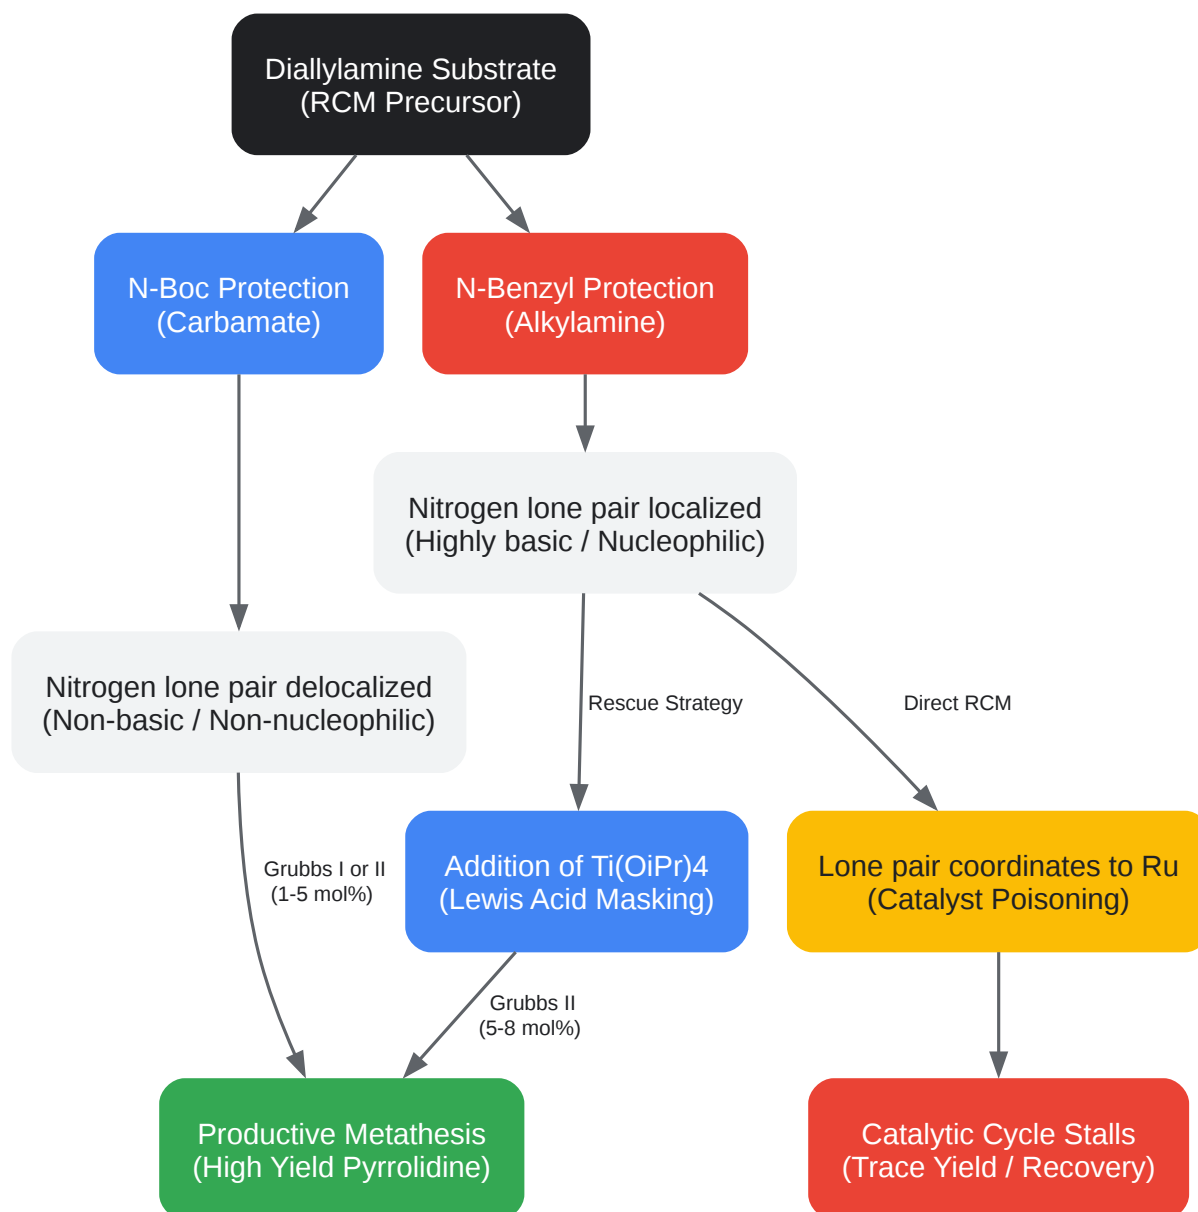 Diallylamine Substrate
(RCM Precursor)
N-Boc Protection
(Carbamate)
N-Benzyl Protection
(Alkylamine)
Nitrogen lone pair localized
(Highly basic / Nucleophilic)
Nitrogen lone pair delocalized
(Non-basic / Non-nucleophilic)
Rescue Strategy
Direct RCM
Grubbs I or II
(1-5 mol%)
Addition of Ti(OiPr)4
(Lewis Acid Masking)
Lone pair coordinates to Ru
(Catalyst Poisoning)
Grubbs II
(5-8 mol%)
Productive Metathesis
(High Yield Pyrrolidine)
Catalytic Cycle Stalls
(Trace Yield / Recovery)